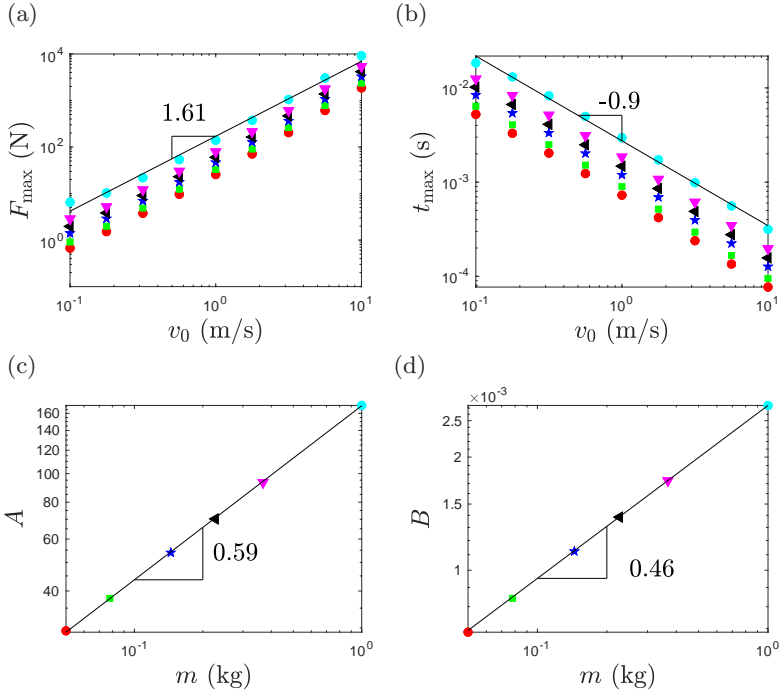 (a)
10^4
10^2
10^0
F_max (N)
1.61
10^-1
10^0
10^1
v_0 (m/s)
(b)
10^-2
10^-3
10^-4
t_max (s)
-0.9
10^-1
10^0
10^1
v_0 (m/s)
(c)
160
140
120
100
80
60
40
A
0.59
10^-1
10^0
m (kg)
(d)
×10^-3
2.5
2
1.5
1
B
0.46
10^-1
10^0
m (kg)